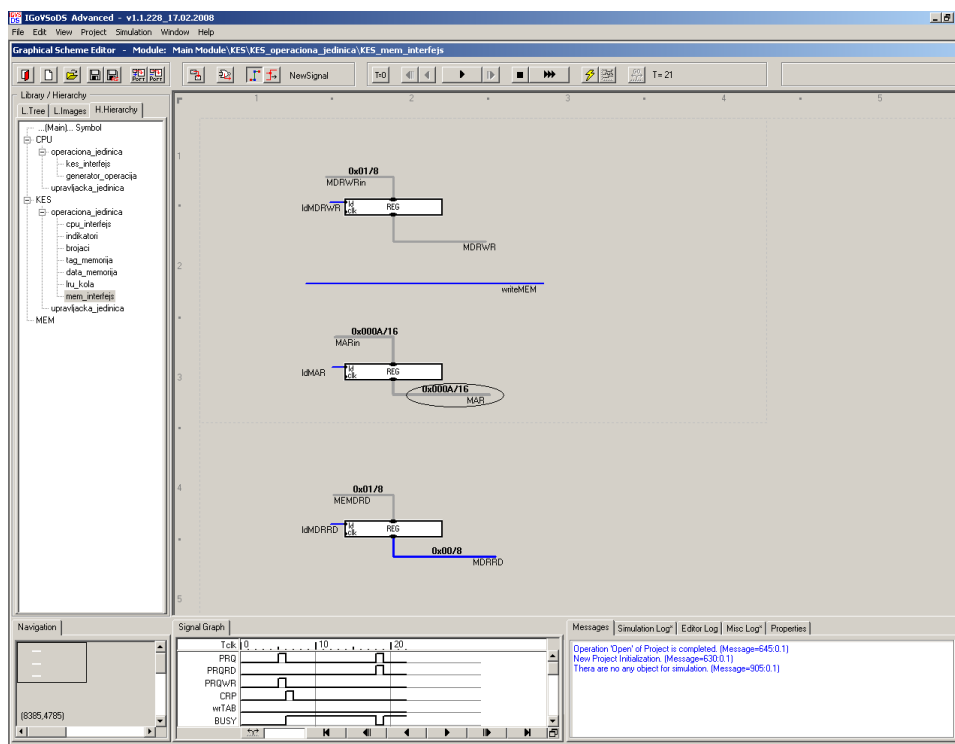 IGoVSoDS Advanced - v1.1.228_17.02.2008
File Edit View Project Simulation Window Help
Graphical Scheme Editor - Module: Main Module\KES\KES_operaciona_jedinica\KES_mem_interfejs
NewSignal
T=0
T= 21
Library / Hierarchy
L.Tree L.Images H.Hierarchy
...(Main)... Symbol
CPU
operaciona_jedinica
kes_interfejs
generator_operacija
upravljacka_jedinica
KES
operaciona_jedinica
cpu_interfejs
indikatori
brojaci
tag_memorija
data_memorija
lru_kola
mem_interfejs
upravljacka_jedinica
MEM
1 2 3 4 5
1
2
3
4
5
0x01/8
MDRWRin
ldMDRWR ld clk REG
MDRWR
writeMEM
0x000A/16
MARin
ldMAR ld clk REG
0x000A/16
MAR
0x01/8
MEMDRD
ldMDRRD ld clk REG
0x00/8
MDRRD
Navigation
(8385,4785)
Signal Graph
Tclk 0 10 20
PRQ
PRQRD
PRQWR
CRP
wrTAB
BUSY
Messages Simulation Log* Editor Log Misc Log* Properties
Operation 'Open' of Project is completed. (Message=645:0.1)
New Project Initialization. (Message=630:0.1)
Thera are no any object for simulation. (Message=905:0.1)